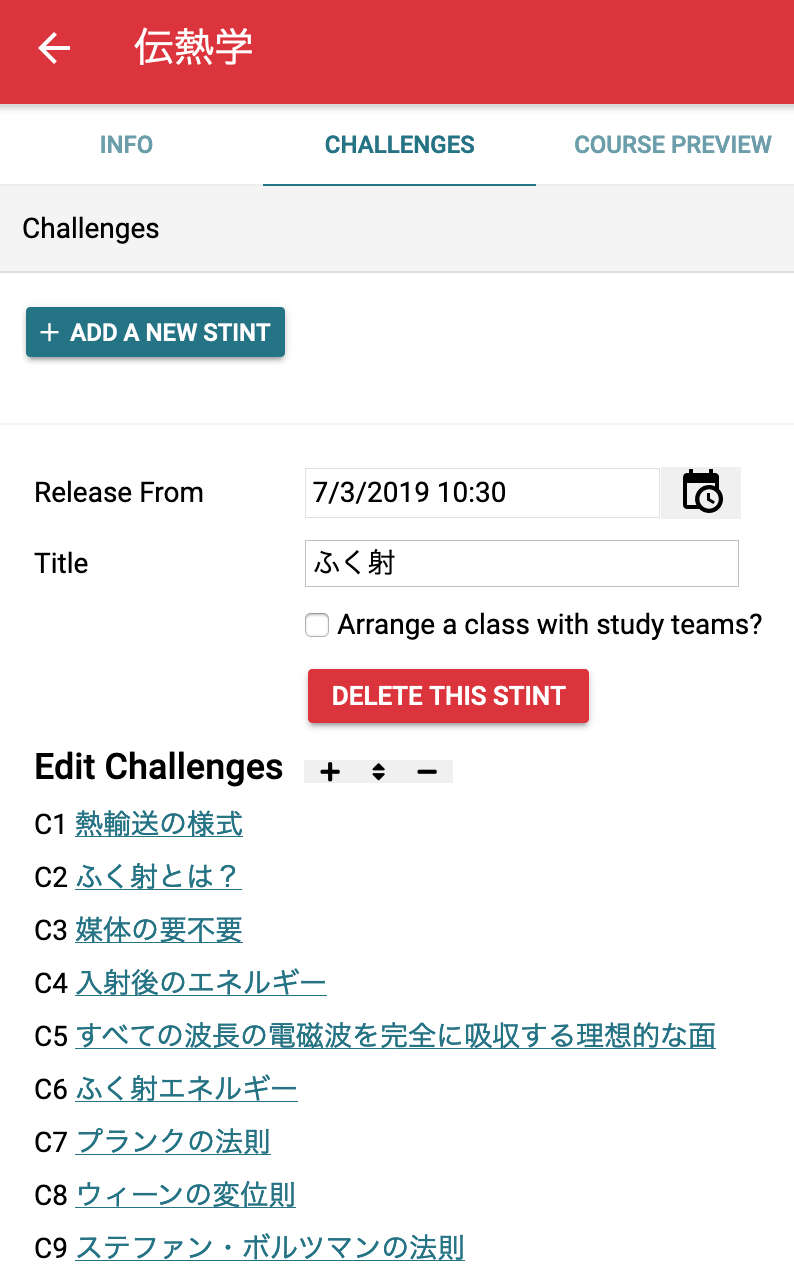 伝熱学
INFO CHALLENGES COURSE PREVIEW
Challenges
+ ADD A NEW STINT
Release From 7/3/2019 10:30
Title ふく射
Arrange a class with study teams?
DELETE THIS STINT
Edit Challenges
C1 熱輸送の様式
C2 ふく射とは？
C3 媒体の要不要
C4 入射後のエネルギー
C5 すべての波長の電磁波を完全に吸収する理想的な面
C6 ふく射エネルギー
C7 プランクの法則
C8 ウィーンの変位則
C9 ステファン・ボルツマンの法則